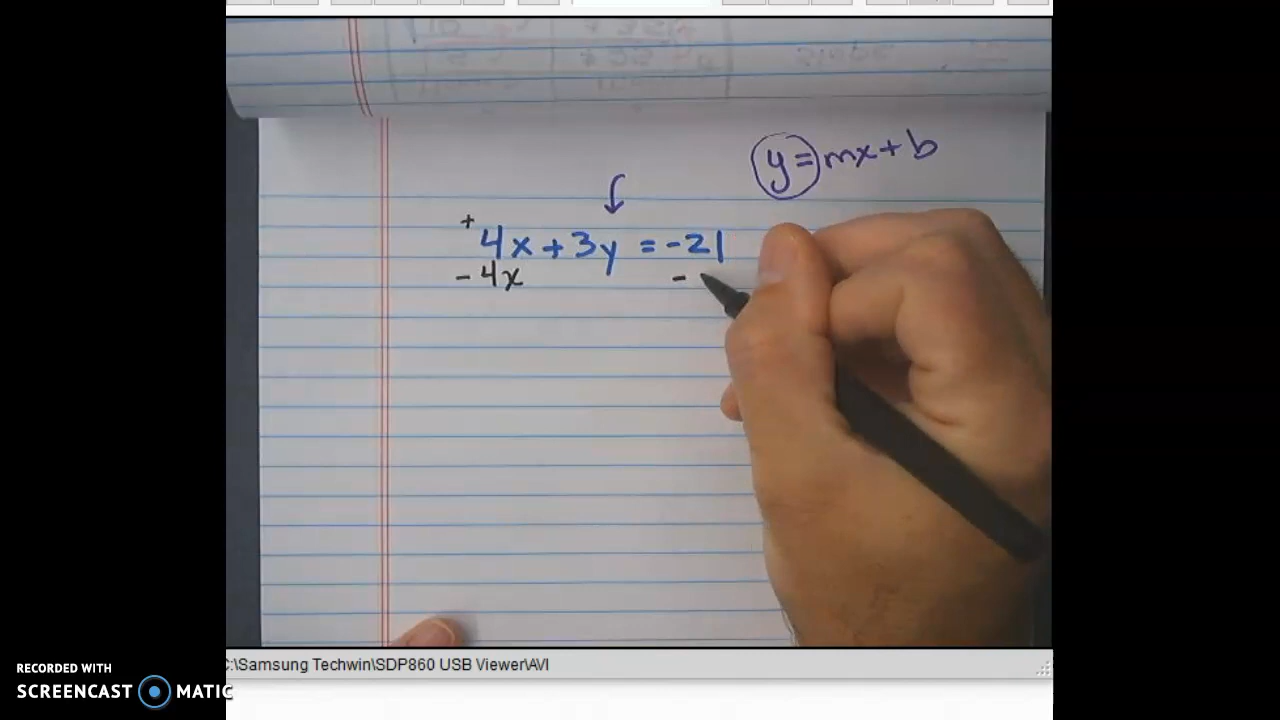 y=mx+b
+
4x+3y=-21
-4x -
C:\Samsung Techwin\SDP860 USB Viewer\AVI
RECORDED WITH
SCREENCAST MATIC